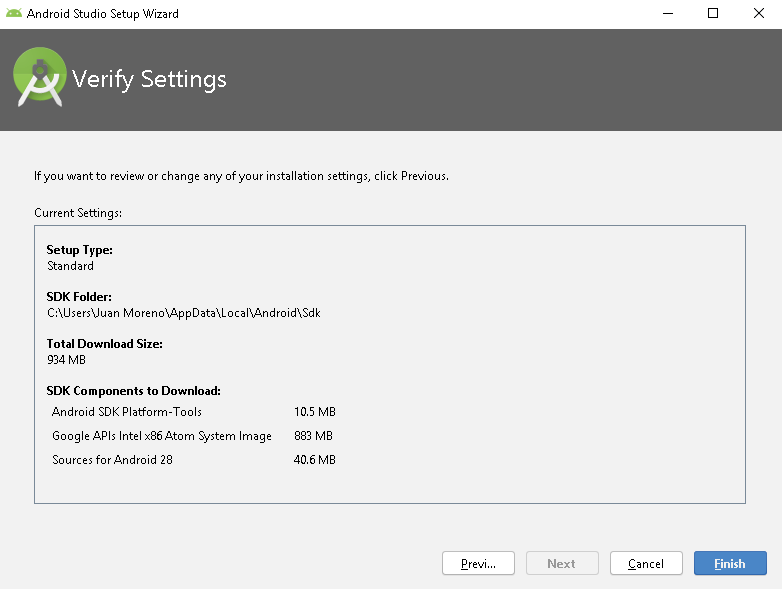 Android Studio Setup Wizard
Verify Settings
If you want to review or change any of your installation settings, click Previous.
Current Settings:
Setup Type:
Standard
SDK Folder:
C:\Users\Juan Moreno\AppData\Local\Android\Sdk
Total Download Size:
934 MB
SDK Components to Download:
Android SDK Platform-Tools 10.5 MB
Google APIs Intel x86 Atom System Image 883 MB
Sources for Android 28 40.6 MB
Previ... Next Cancel Finish